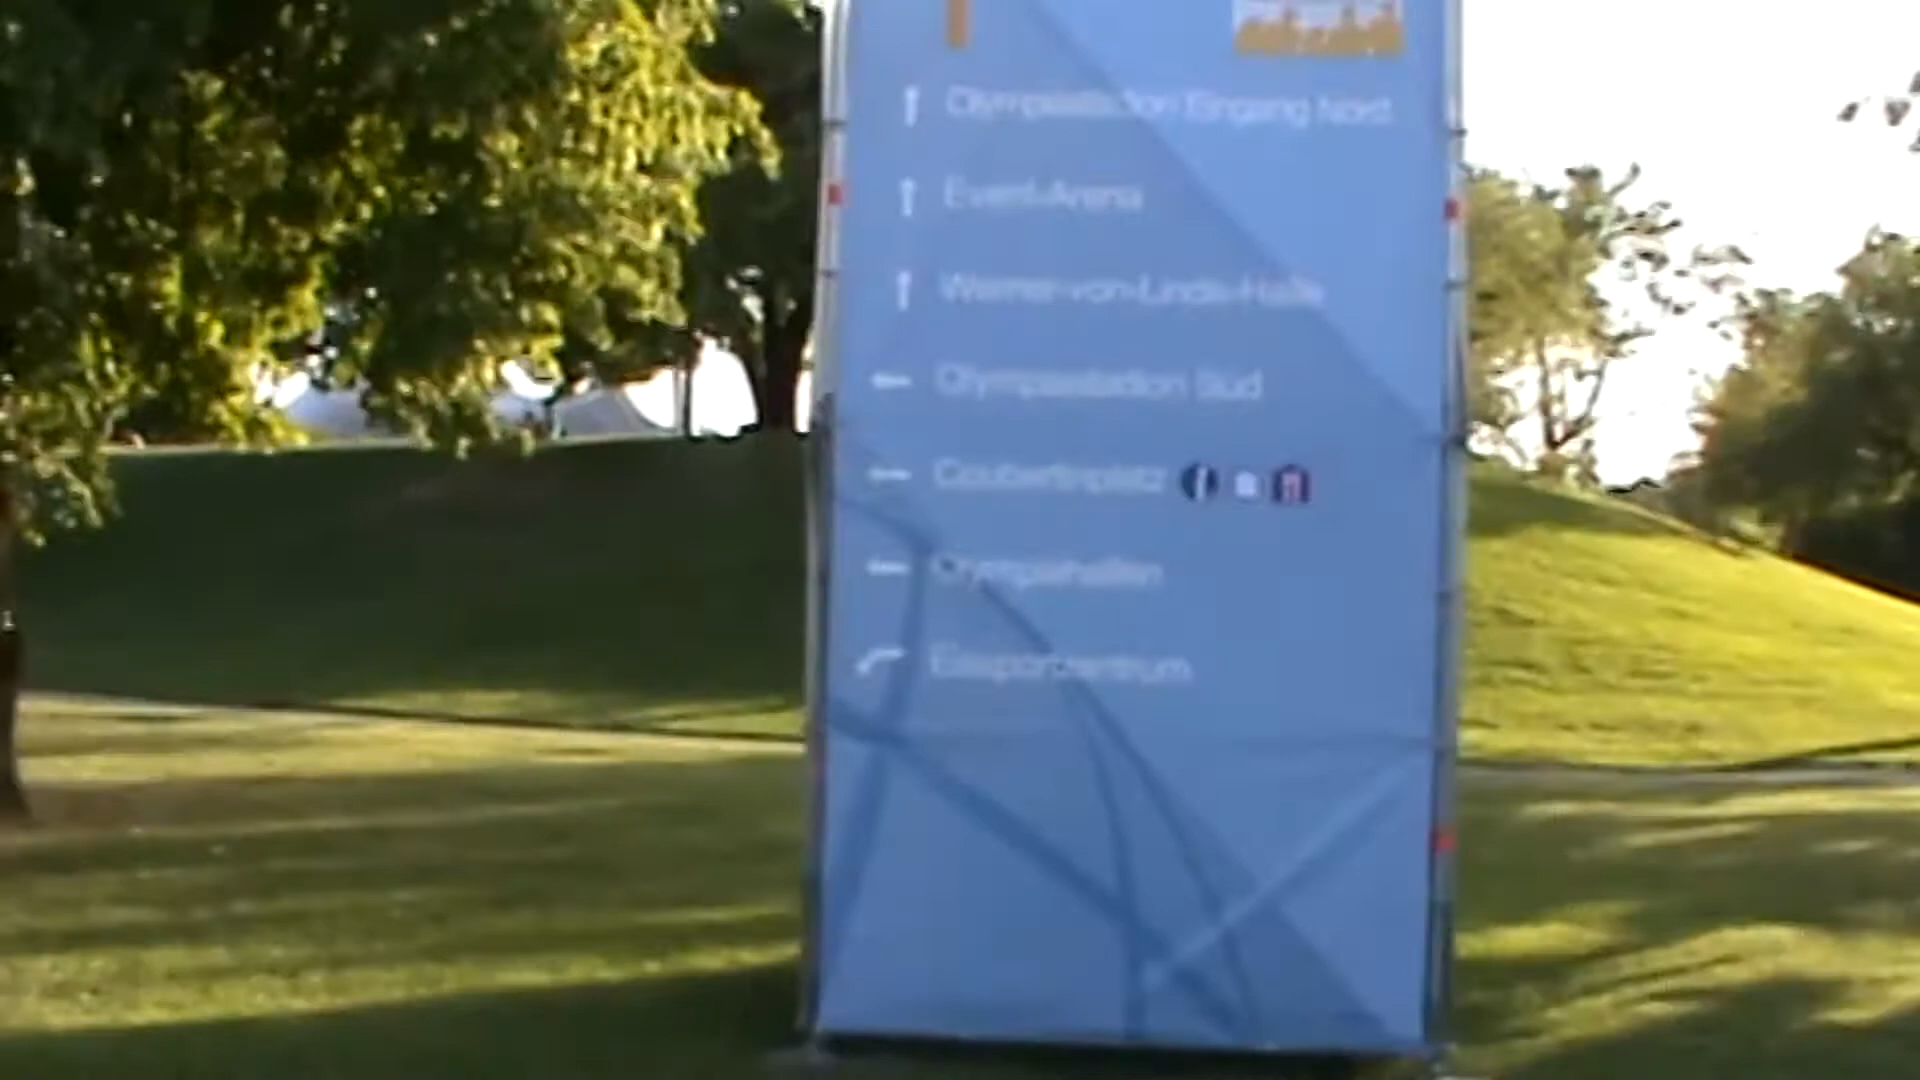 Olympiastadion Eingang Nord
Event-Arena
Werner-von-Linde-Halle
Olympiastadion Süd
Coubertinplatz
Olympiahallen
Eissportzentrum